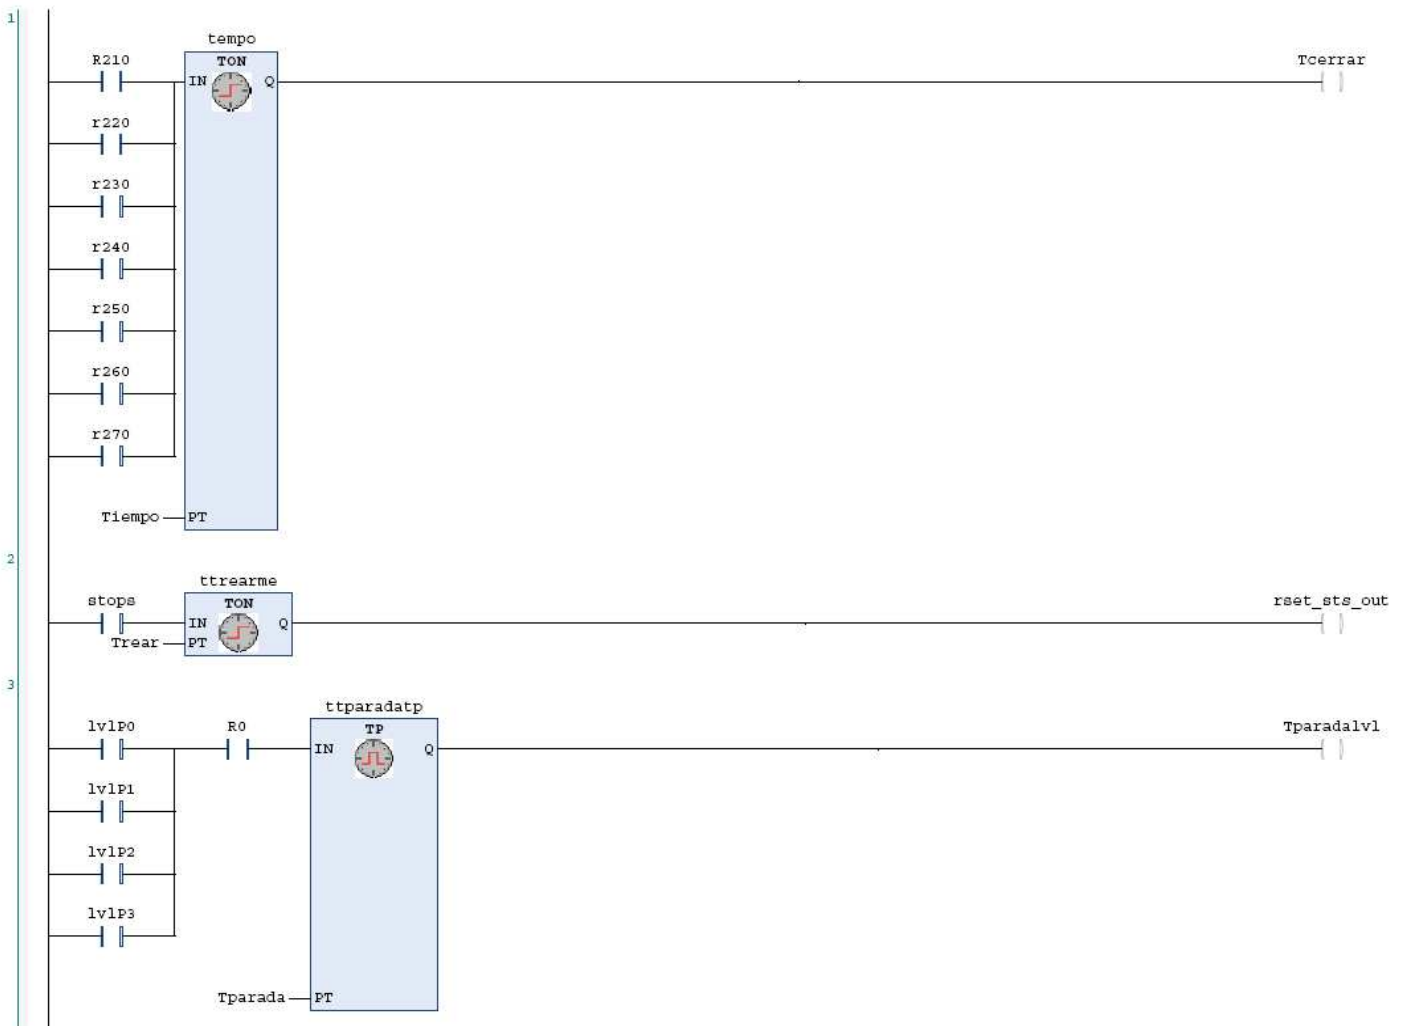 1
tempo
R210
TON
Tcerrar
IN
Q
r220
r230
r240
r250
r260
r270
Tiempo
PT
2
ttrearme
stops
TON
rset_sts_out
IN
Q
Trear
PT
3
ttparadatp
lvlP0
R0
TP
Tparadalvl
IN
Q
lvlP1
lvlP2
lvlP3
Tparada
PT